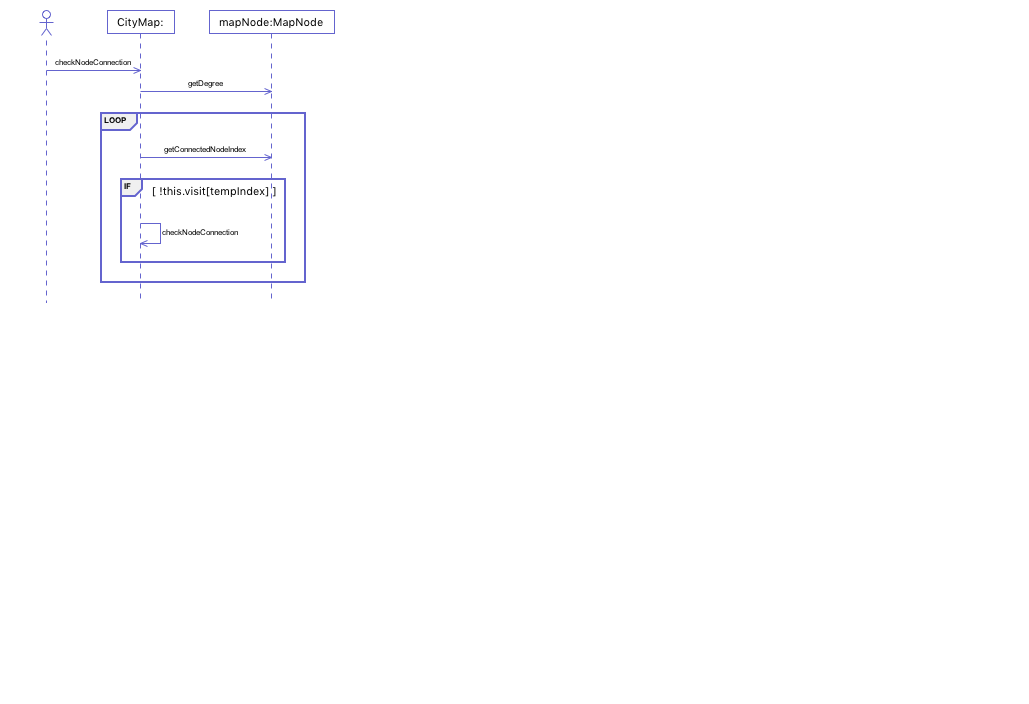 CityMap:
mapNode:MapNode
checkNodeConnection
getDegree
LOOP
getConnectedNodeIndex
IF
[ !this.visit[tempIndex] ]
checkNodeConnection